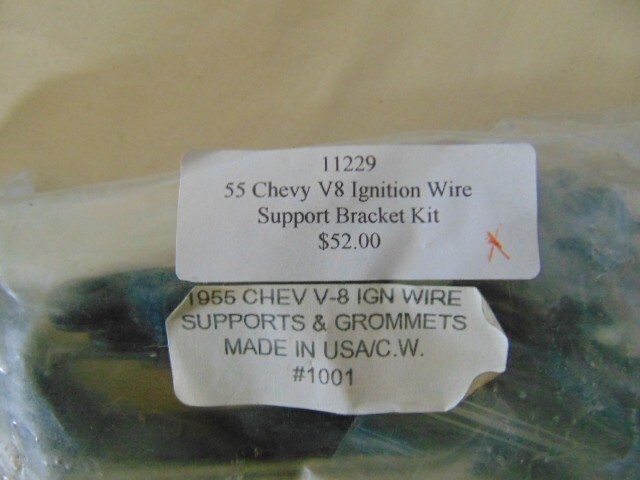 11229
55 Chevy V8 Ignition Wire
Support Bracket Kit
$52.00
1955 CHEV V-8 IGN WIRE
SUPPORTS & GROMMETS
MADE IN USA/C.W.
#1001